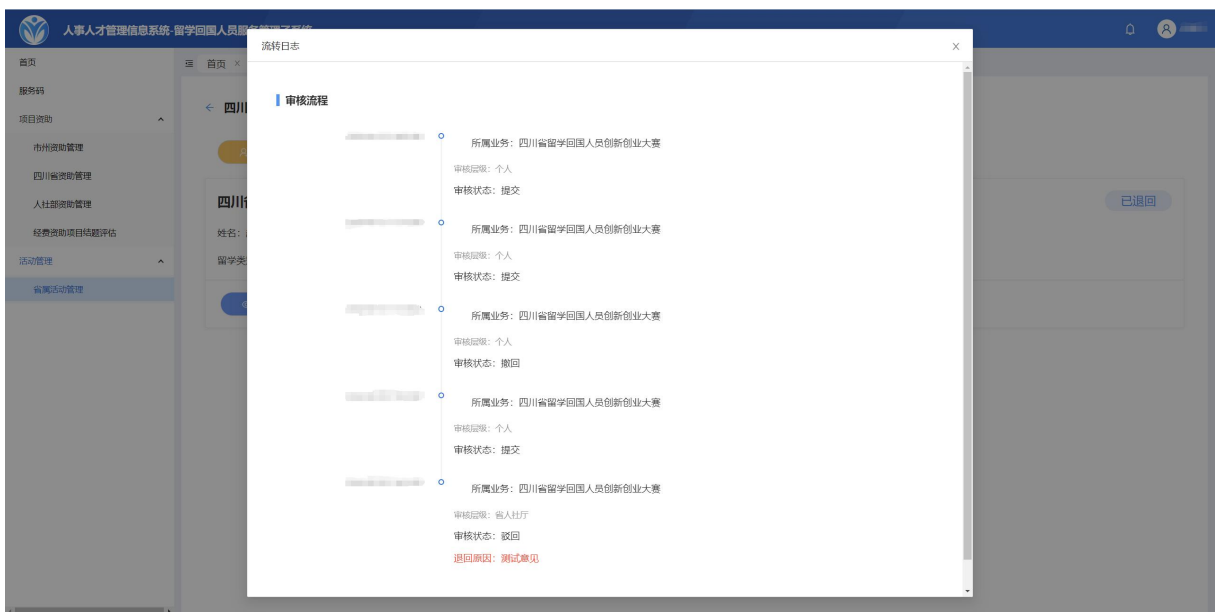 人事人才管理信息系统-留学回国人员服务管理子系统
流转日志
首页
首页
服务码
项目资助
市州资助管理
四川省资助管理
人社部资助管理
经费资助项目结题评估
活动管理
省属活动管理
四川
四川省
姓名：
留学类
已退回
审核流程
所属业务：四川省留学回国人员创新创业大赛
审核层级：个人
审核状态：提交
所属业务：四川省留学回国人员创新创业大赛
审核层级：个人
审核状态：提交
所属业务：四川省留学回国人员创新创业大赛
审核层级：个人
审核状态：撤回
所属业务：四川省留学回国人员创新创业大赛
审核层级：个人
审核状态：提交
所属业务：四川省留学回国人员创新创业大赛
审核层级：省人社厅
审核状态：驳回
退回原因：测试意见